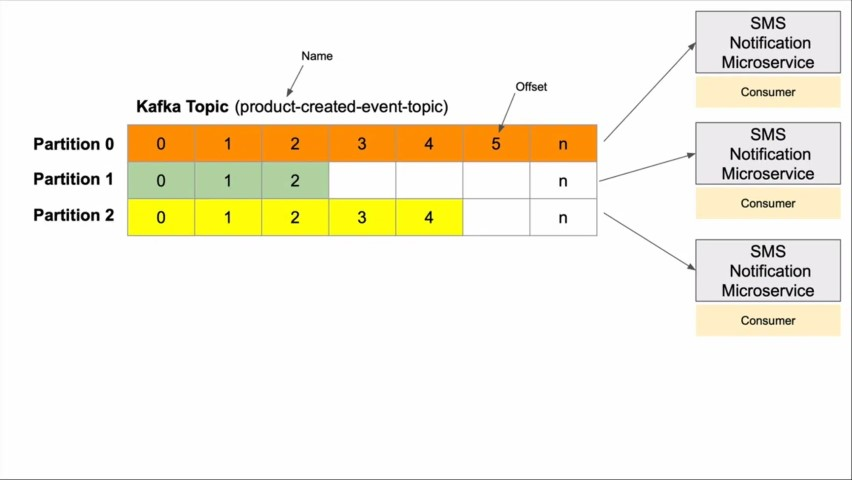 Name
Offset
Kafka Topic (product-created-event-topic)
Partition 0 0 1 2 3 4 5 n
Partition 1 0 1 2 n
Partition 2 0 1 2 3 4 n
SMS
Notification
Microservice
Consumer
SMS
Notification
Microservice
Consumer
SMS
Notification
Microservice
Consumer